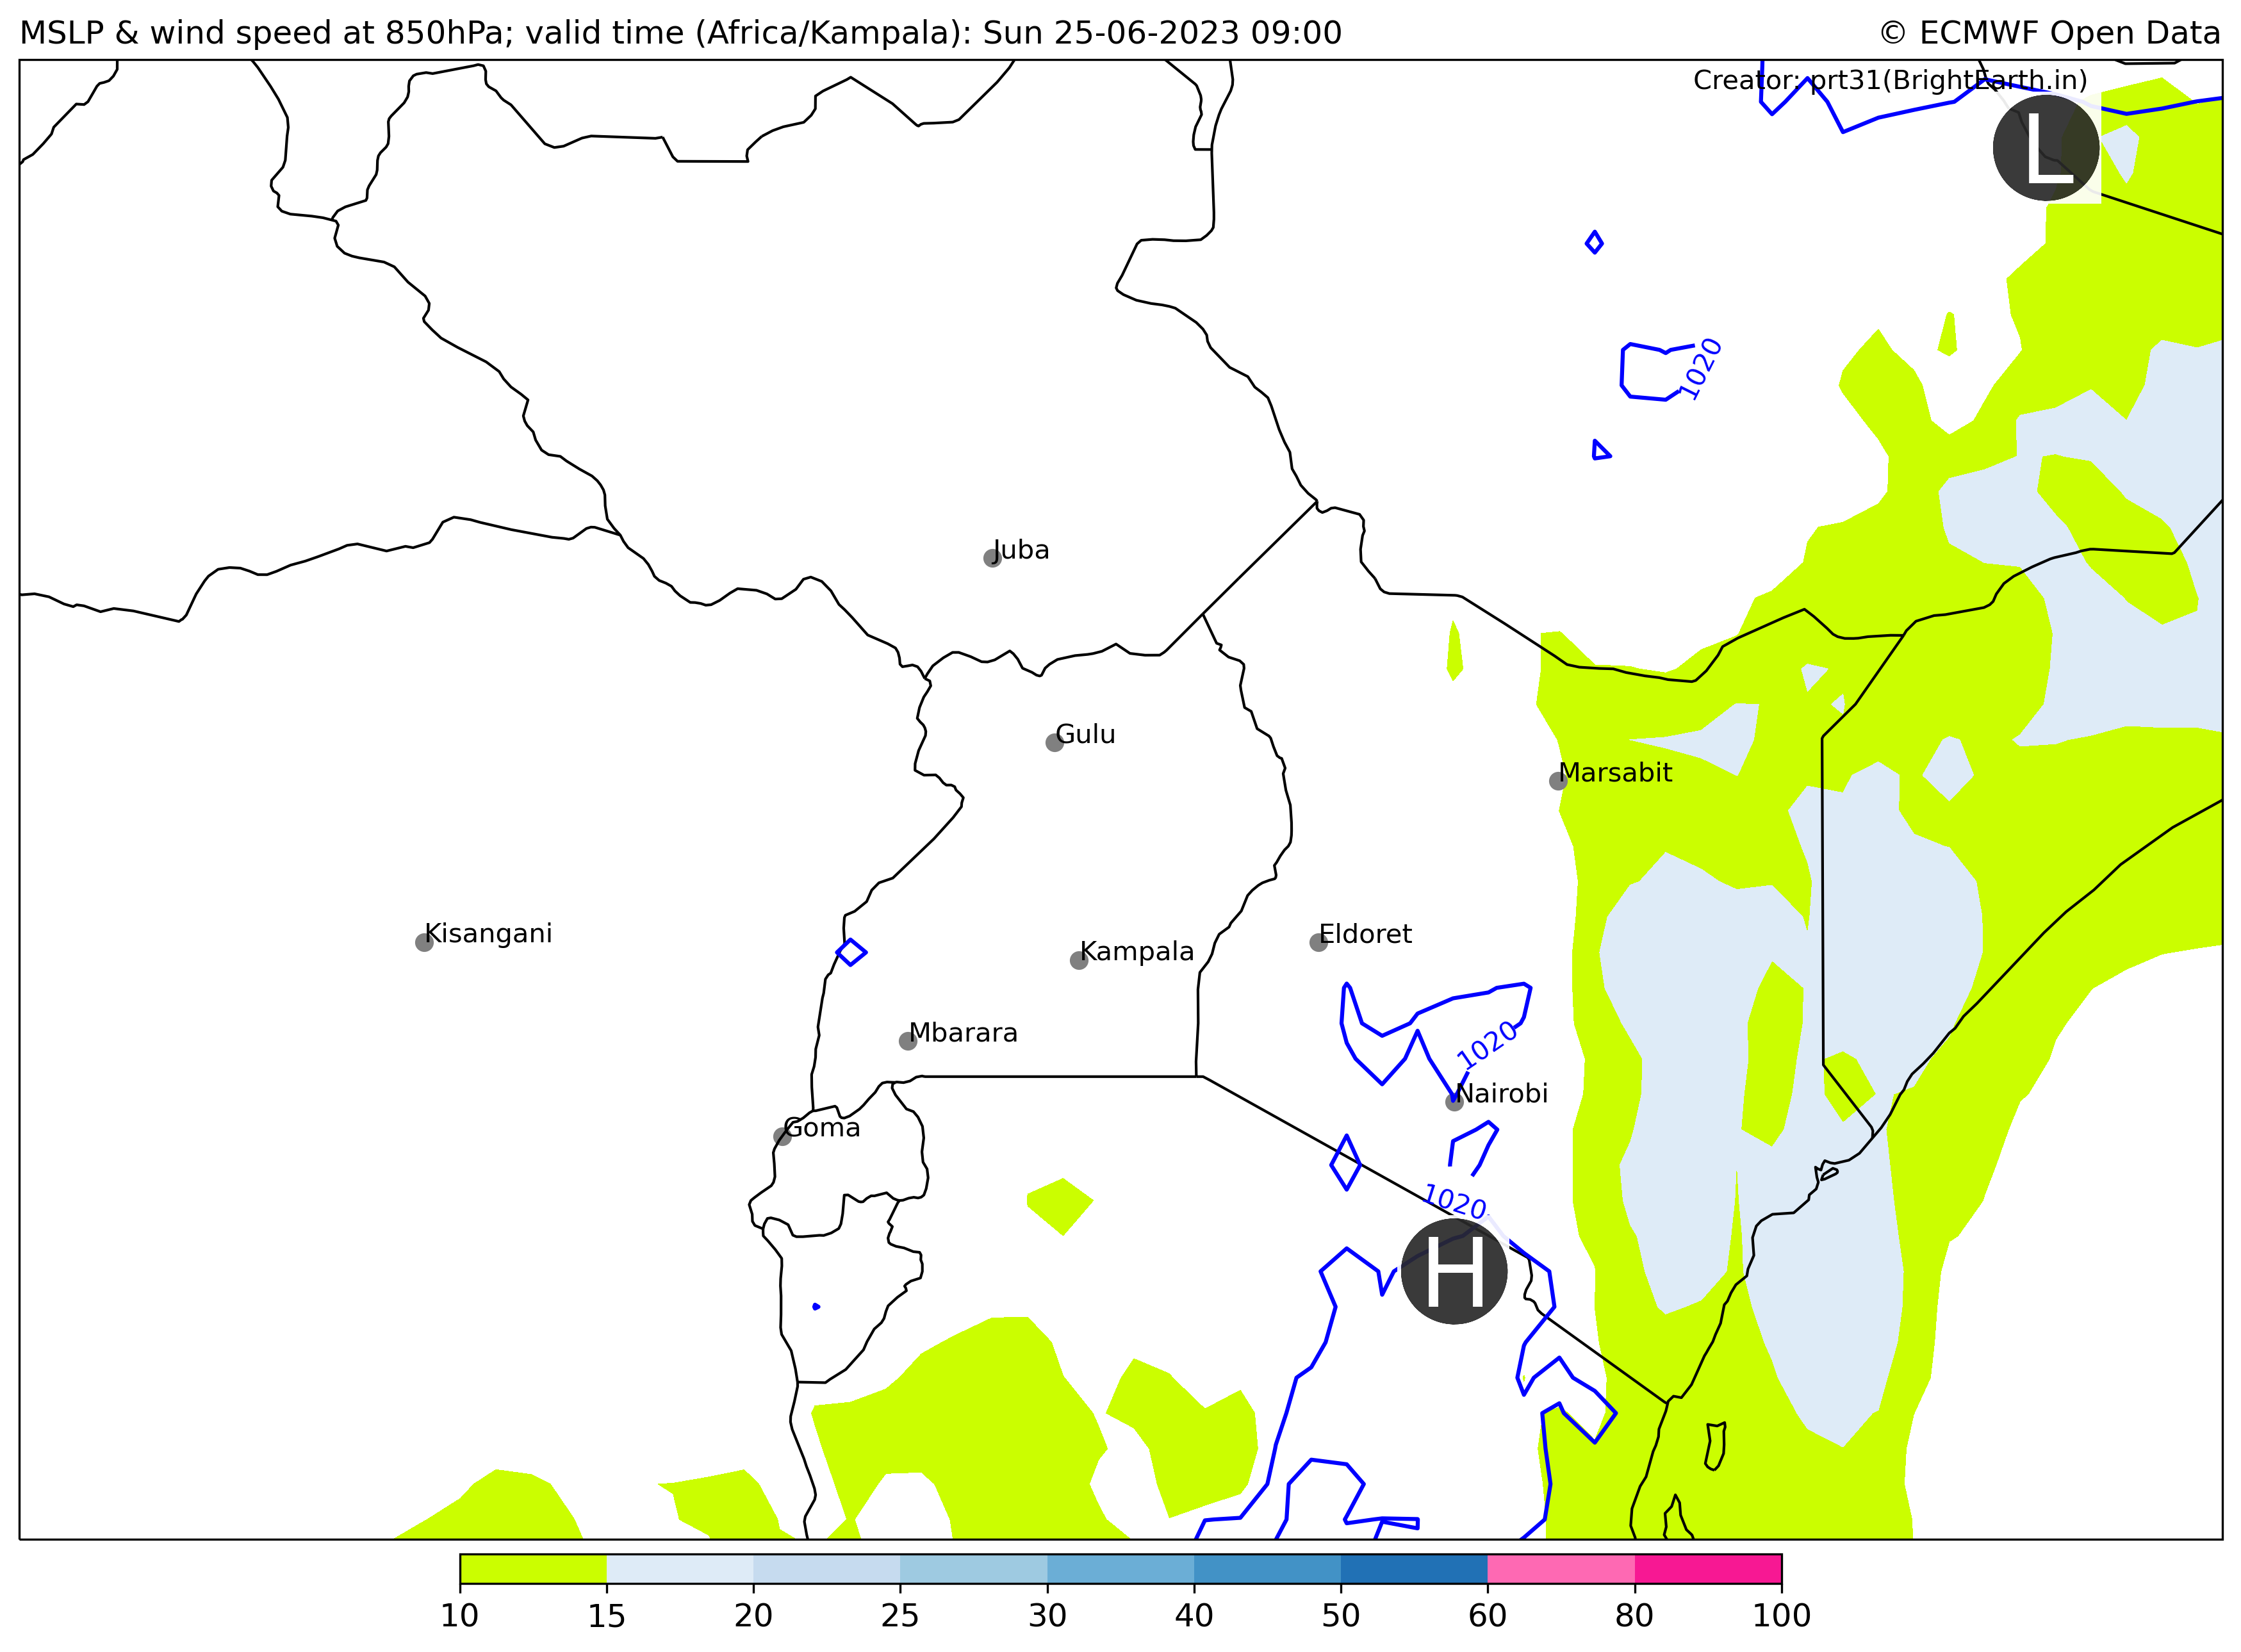 MSLP & wind speed at 850hPa; valid time (Africa/Kampala): Sun 25-06-2023 09:00
© ECMWF Open Data
Creator: prt31(BrightEarth.in)
L
1020
Juba
Gulu
Marsabit
Kisangani
Eldoret
Kampala
Mbarara
1020
Nairobi
Goma
1020
H
10 15 20 25 30 40 50 60 80 100